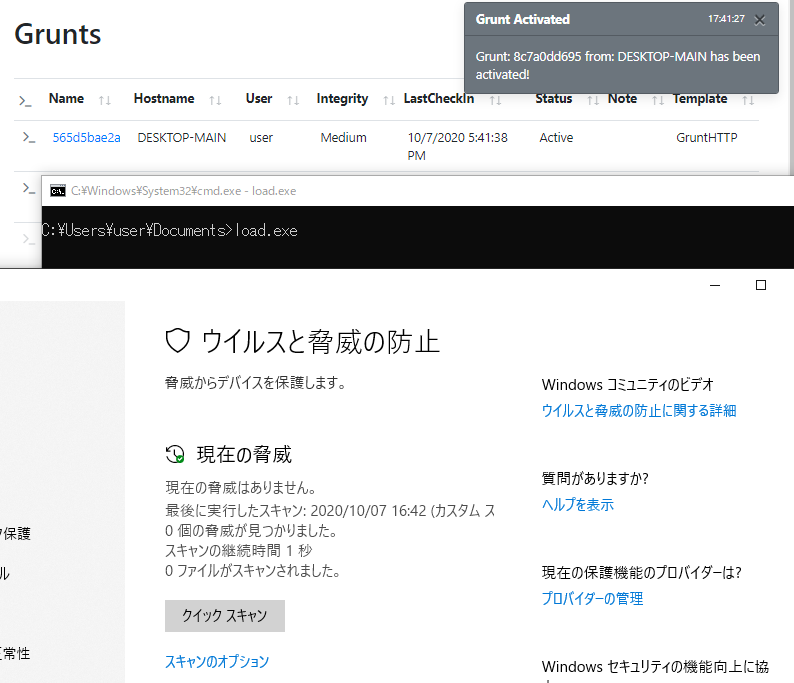 Grunts
Grunt Activated 17:41:27
Grunt: 8c7a0dd695 from: DESKTOP-MAIN has been
activated!
Name Hostname User Integrity LastCheckIn Status Note Template
565d5bae2a DESKTOP-MAIN user Medium 10/7/2020 5:41:38 Active GruntHTTP
PM
C:¥Windows¥System32¥cmd.exe - load.exe
C:¥Users¥user¥Documents>load.exe
ウイルスと脅威の防止
脅威からデバイスを保護します。
現在の脅威
現在の脅威はありません。
最後に実行したスキャン: 2020/10/07 16:42 (カスタム ス
0 個の脅威が見つかりました。
スキャンの継続時間 1 秒
0 ファイルがスキャンされました。
クイック スキャン
スキャンのオプション
Windows コミュニティのビデオ
ウイルスと脅威の防止に関する詳細
質問がありますか?
ヘルプを表示
現在の保護機能のプロバイダーは?
プロバイダーの管理
Windows セキュリティの機能向上に協
保護
ル
常性